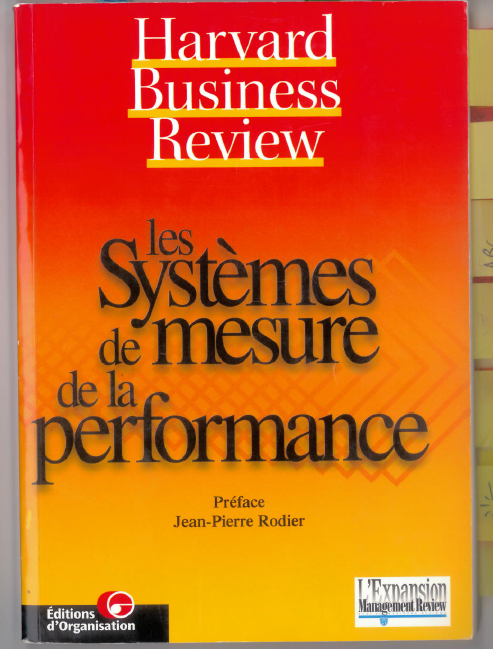 Harvard
Business
Review
les
Systèmes
de mesure
de la
performance
Préface
Jean-Pierre Rodier
Éditions
d'Organisation
L'Expansion
Management Review